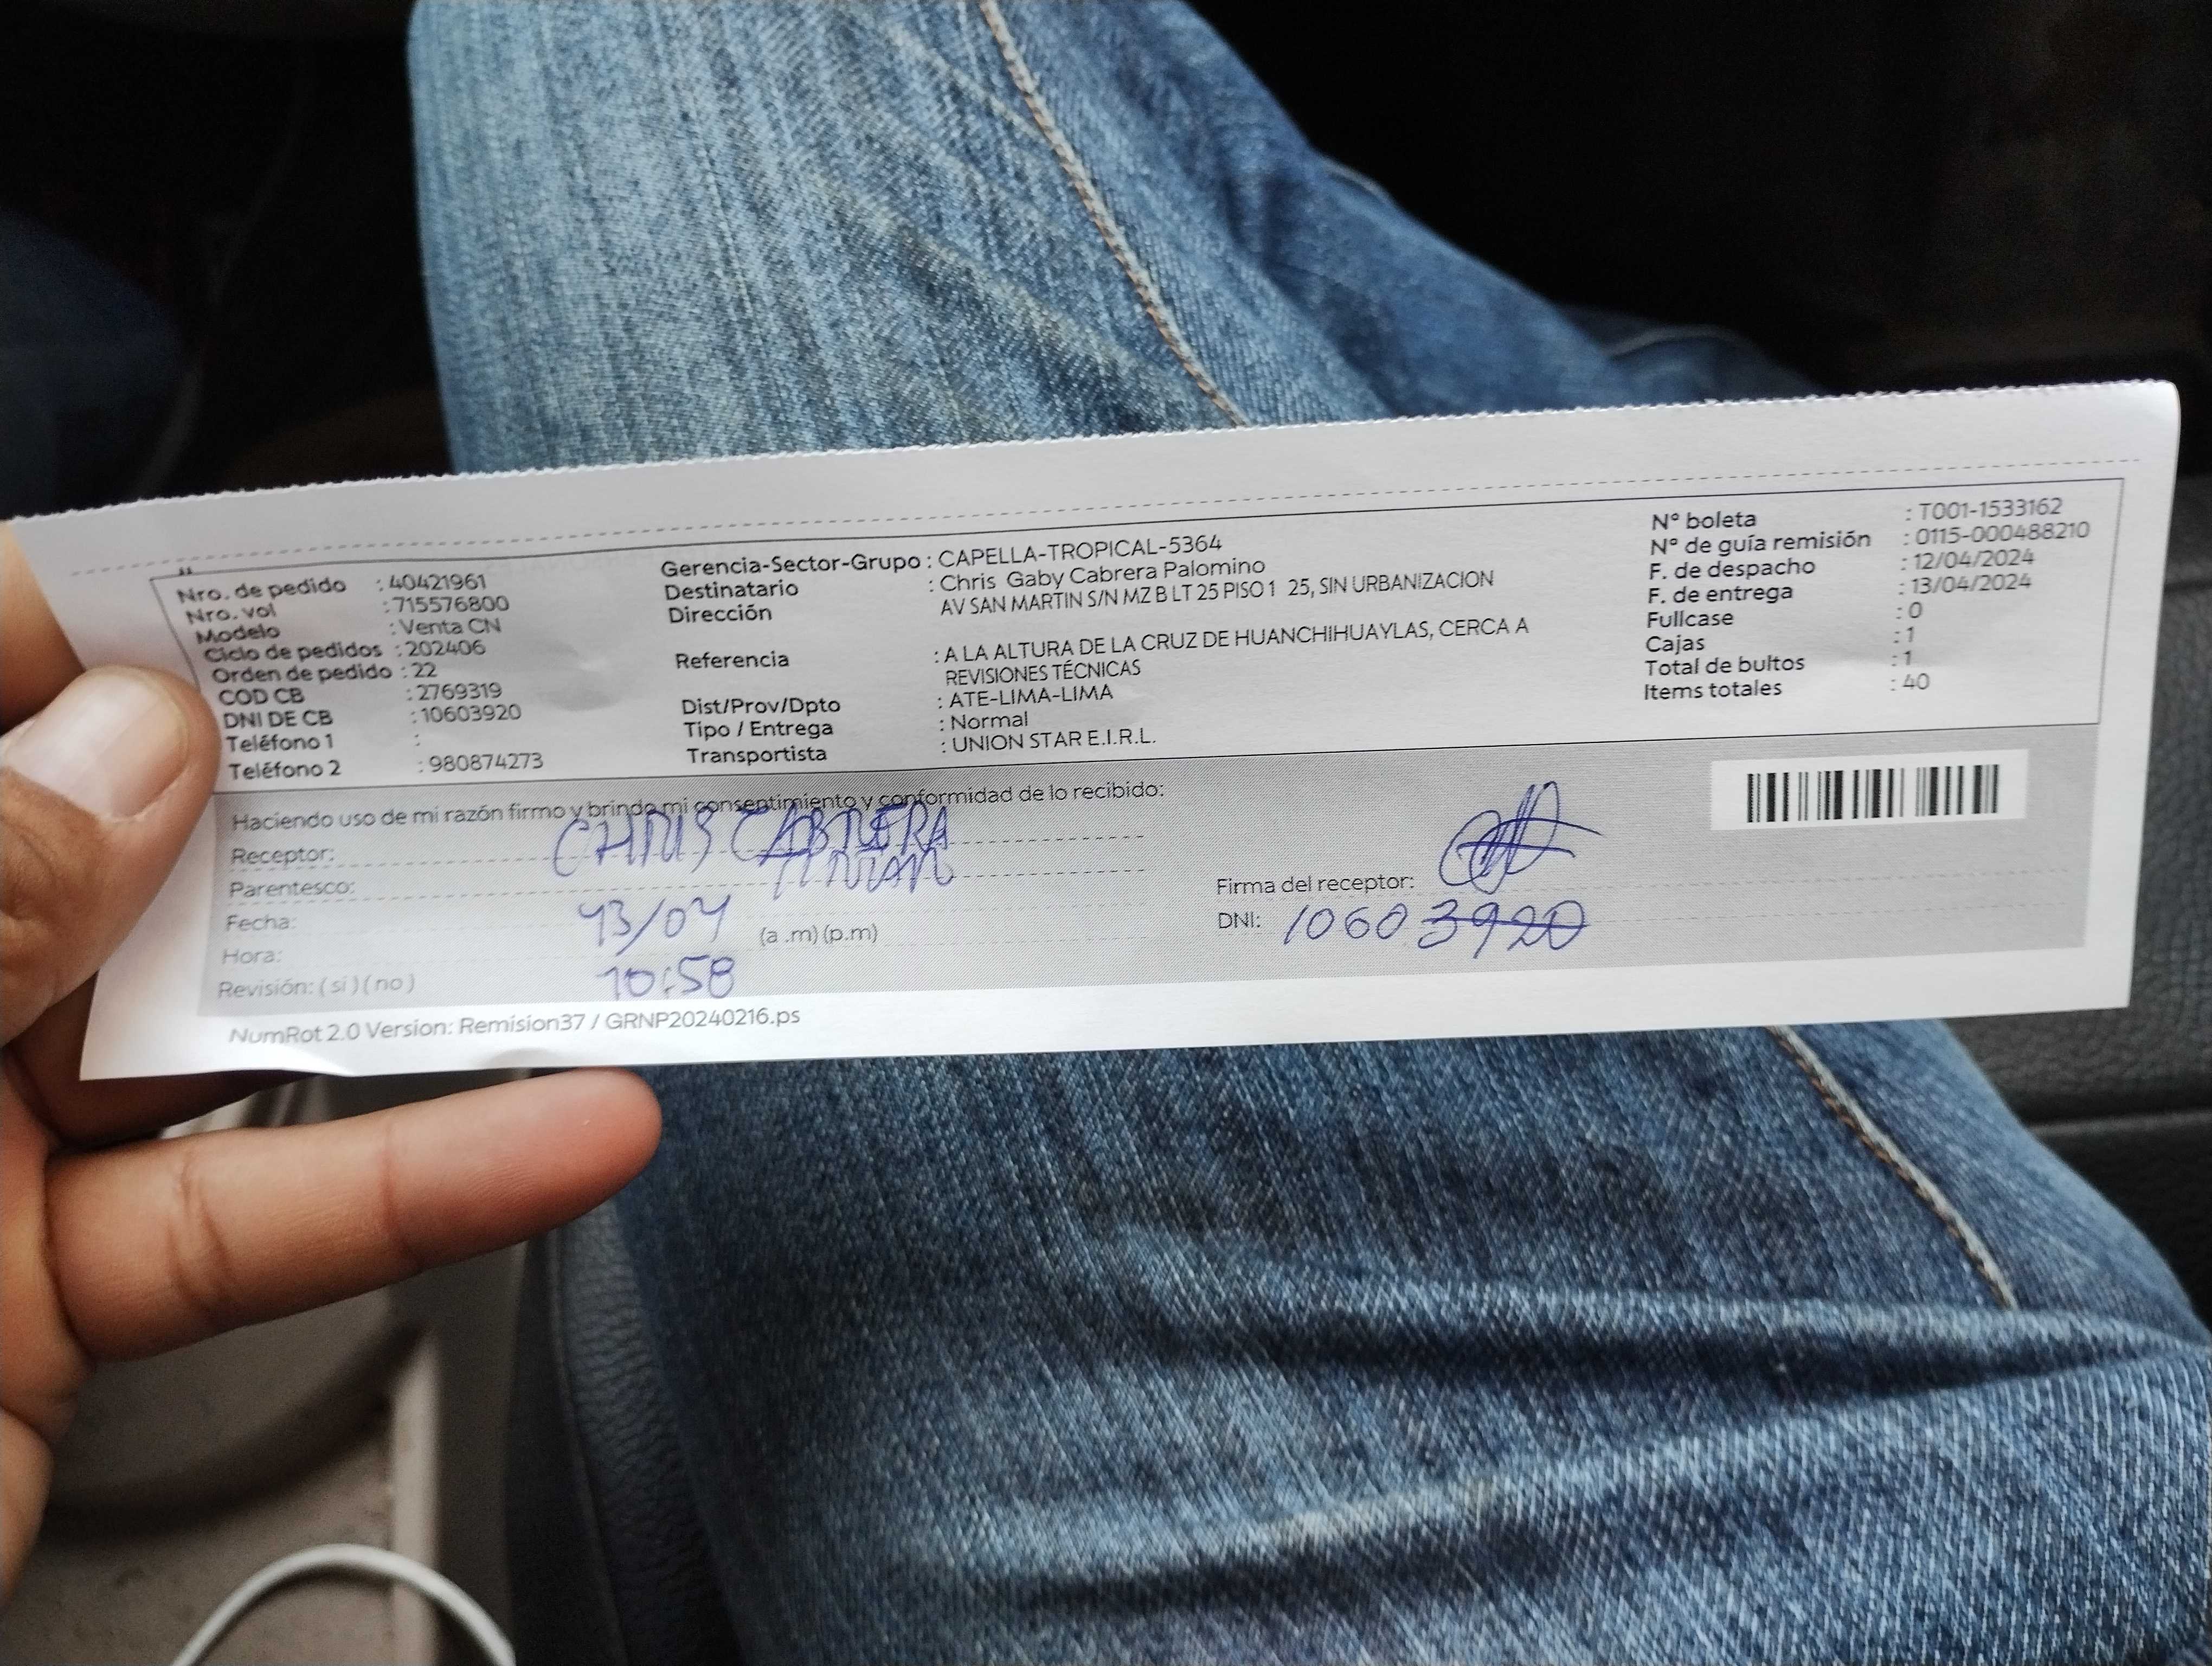 Nro. de pedido : 40421961
Nro. vol : 715576800
Modelo : Venta CN
Ciclo de pedidos : 202406
Orden de pedido : 22
COD CB : 2769319
DNI DE CB : 10603920
Teléfono 1 :
Teléfono 2 : 980874273
Gerencia-Sector-Grupo : CAPELLA-TROPICAL-5364
Destinatario : Chris Gaby Cabrera Palomino
Dirección AV SAN MARTIN S/N MZ B LT 25 PISO 1 25, SIN URBANIZACION
Referencia : A LA ALTURA DE LA CRUZ DE HUANCHIHUAYLAS, CERCA A
REVISIONES TÉCNICAS
Dist/Prov/Dpto : ATE-LIMA-LIMA
Tipo / Entrega : Normal
Transportista : UNION STAR E.I.R.L.
N° boleta : T001-1533162
N° de guía remisión : 0115-000488210
F. de despacho : 12/04/2024
F. de entrega : 13/04/2024
Fullcase : 0
Cajas : 1
Total de bultos : 1
Items totales : 40
Haciendo uso de mi razón firmo y brindo mi consentimiento y conformidad de lo recibido:
Receptor: CHRIS CABRERA
Parentesco:
Fecha: 13/04
Hora: (a .m) (p.m)
10:58
Revisión: ( si ) ( no )
Firma del receptor:
DNI: 10603920
NumRot 2.0 Version: Remision37 / GRNP20240216.ps